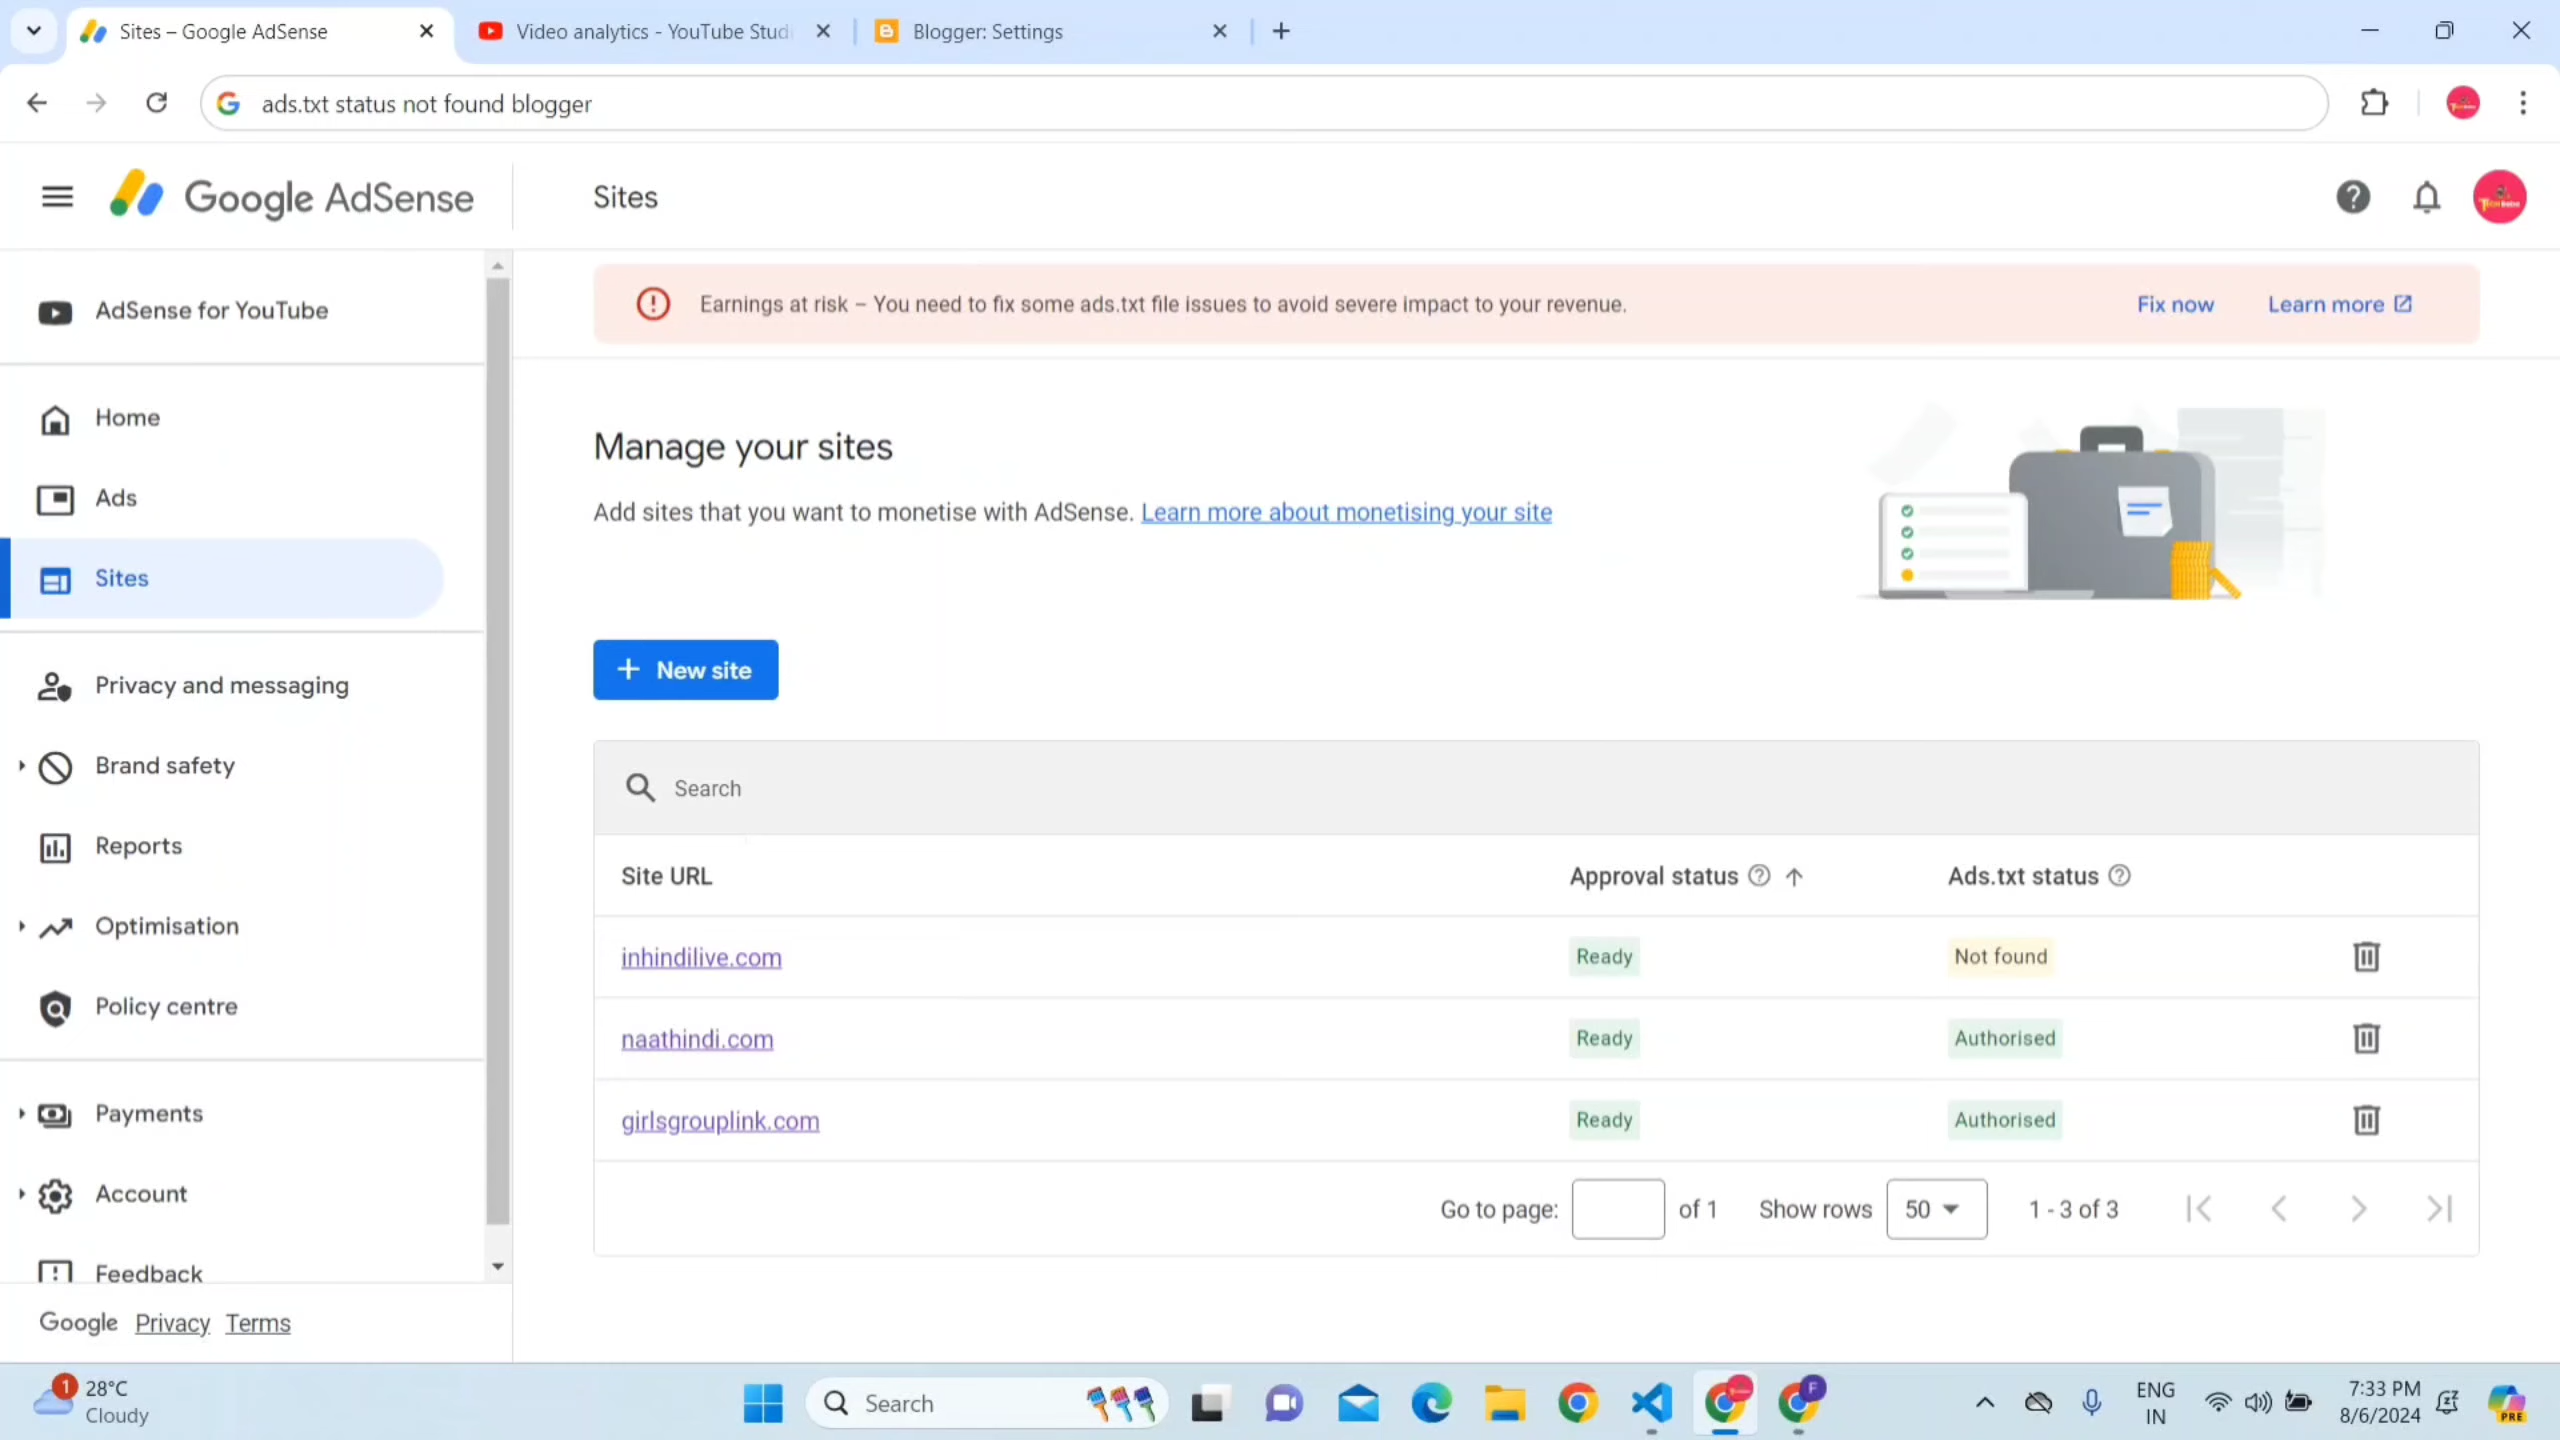 Sites – Google AdSense
Video analytics - YouTube Studi
Blogger: Settings
ads.txt status not found blogger
Google AdSense
Sites
AdSense for YouTube
Earnings at risk – You need to fix some ads.txt file issues to avoid severe impact to your revenue.
Fix now
Learn more
Home
Ads
Sites
Privacy and messaging
Brand safety
Reports
Optimisation
Policy centre
Payments
Account
Feedback
Google Privacy Terms
Manage your sites
Add sites that you want to monetise with AdSense. Learn more about monetising your site
+ New site
Search
Site URL
Approval status
Ads.txt status
inhindilive.com
Ready
Not found
naathindi.com
Ready
Authorised
girlsgrouplink.com
Ready
Authorised
Go to page:
of 1
Show rows
50
1 - 3 of 3
1
28°C
Cloudy
Search
F
ENG
IN
7:33 PM
8/6/2024
PRE